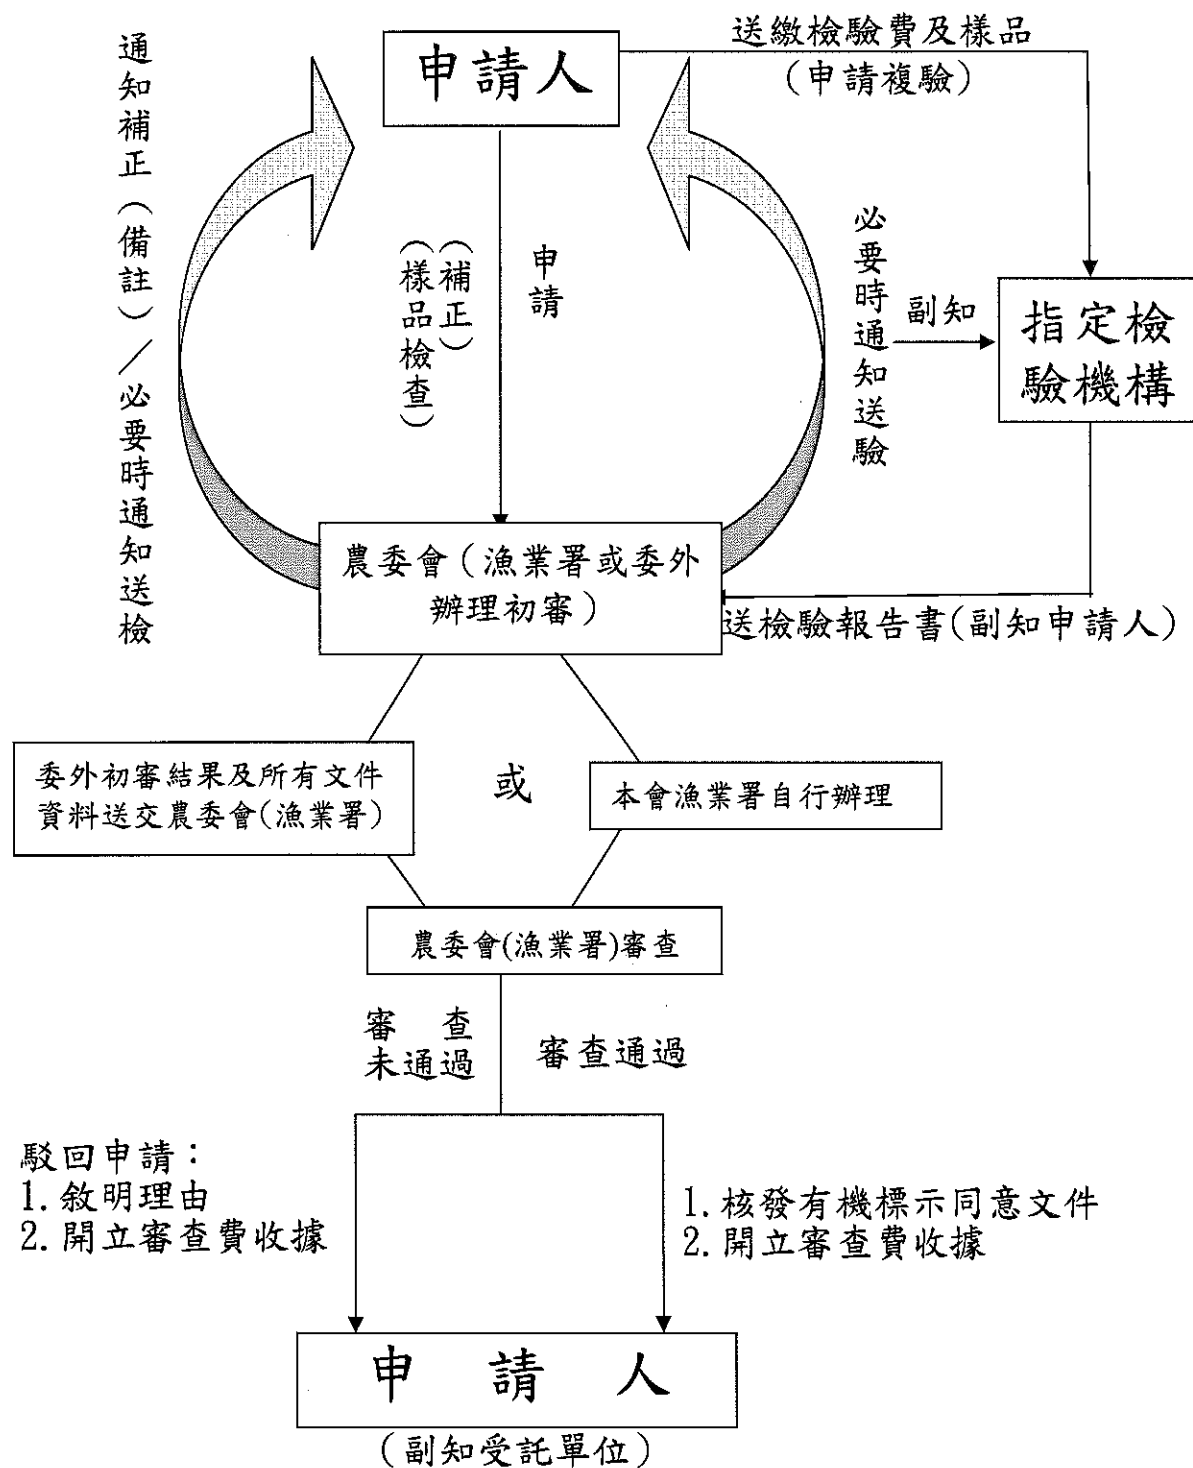 申請人
送繳檢驗費及樣品
(申請複驗)
通知補正(備註)/必要時通知送檢
申請
(補正)
(樣品檢查)
必要時通知送驗
副知
指定檢
驗機構
農委會(漁業署或委外
辦理初審)
送檢驗報告書(副知申請人)
委外初審結果及所有文件
資料送交農委會(漁業署)
或
本會漁業署自行辦理
農委會(漁業署)審查
審 查
未通過
審查通過
駁回申請:
1. 敘明理由
2. 開立審查費收據
1. 核發有機標示同意文件
2. 開立審查費收據
申 請 人
(副知受託單位)